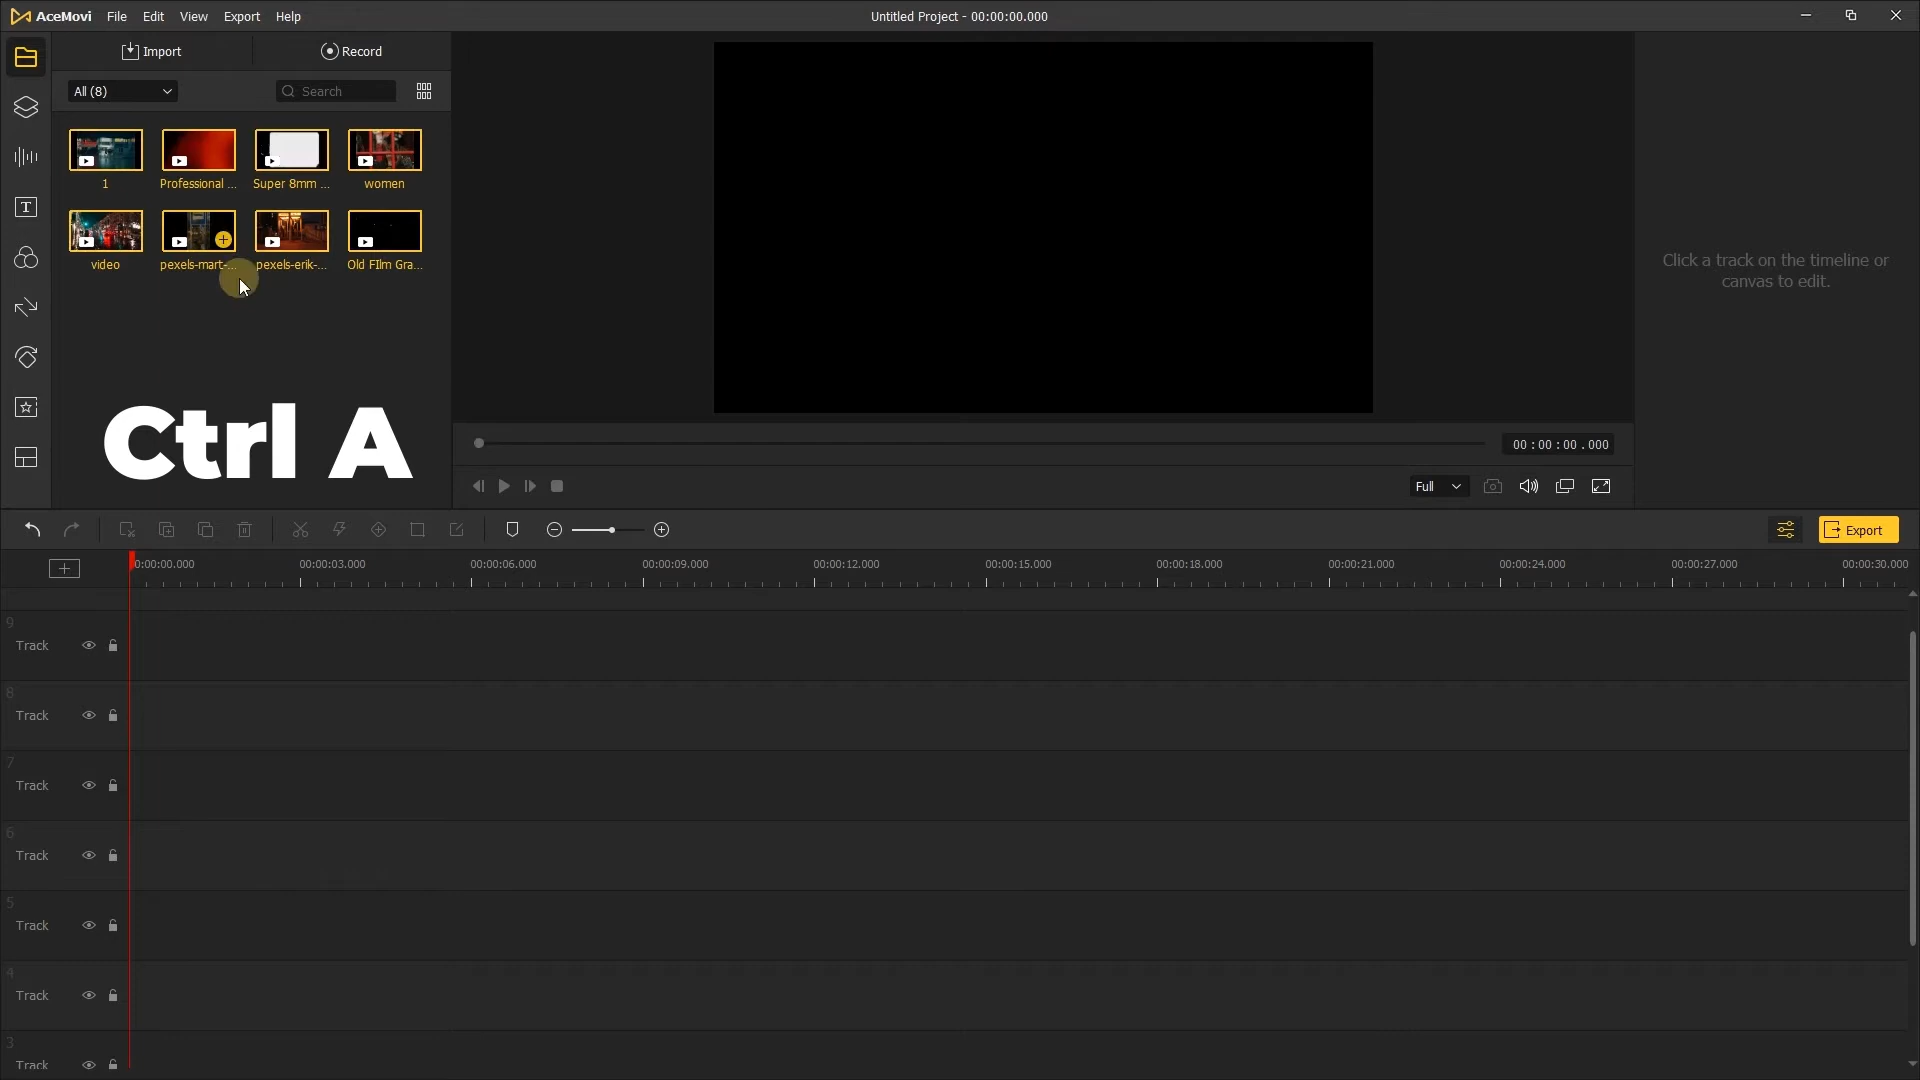 AceMovi File Edit View Export Help
Untitled Project - 00:00:00.000
Import Record
All (8) Search
1 Professional ... Super 8mm ... women
video pexels-mart-... pexels-erik-... Old FIlm Gra...
Ctrl A
Click a track on the timeline or
canvas to edit.
00 : 00 : 00 . 000
Full
Export
0:00:00.000 00:00:03.000 00:00:06.000 00:00:09.000 00:00:12.000 00:00:15.000 00:00:18.000 00:00:21.000 00:00:24.000 00:00:27.000 00:00:30.000
9
Track
8
Track
7
Track
6
Track
5
Track
4
Track
3
Track